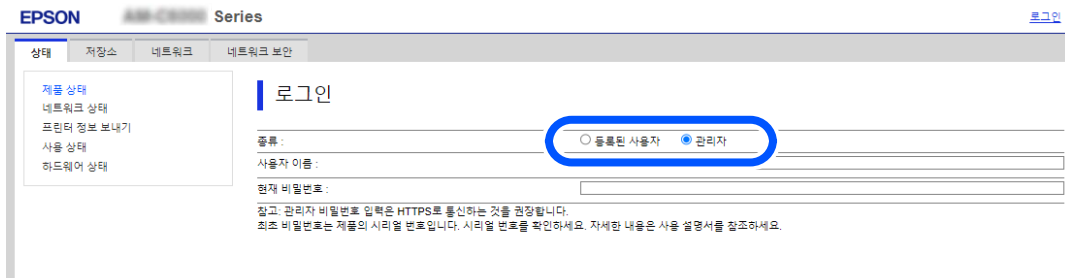 EPSON Series
로그인
상태 저장소 네트워크 네트워크 보안
제품 상태
네트워크 상태
프린터 정보 보내기
사용 상태
하드웨어 상태
로그인
종류 : 등록된 사용자 관리자
사용자 이름 :
현재 비밀번호 :
참고: 관리자 비밀번호 입력은 HTTPS로 통신하는 것을 권장합니다.
최초 비밀번호는 제품의 시리얼 번호입니다. 시리얼 번호를 확인하세요. 자세한 내용은 사용 설명서를 참조하세요.